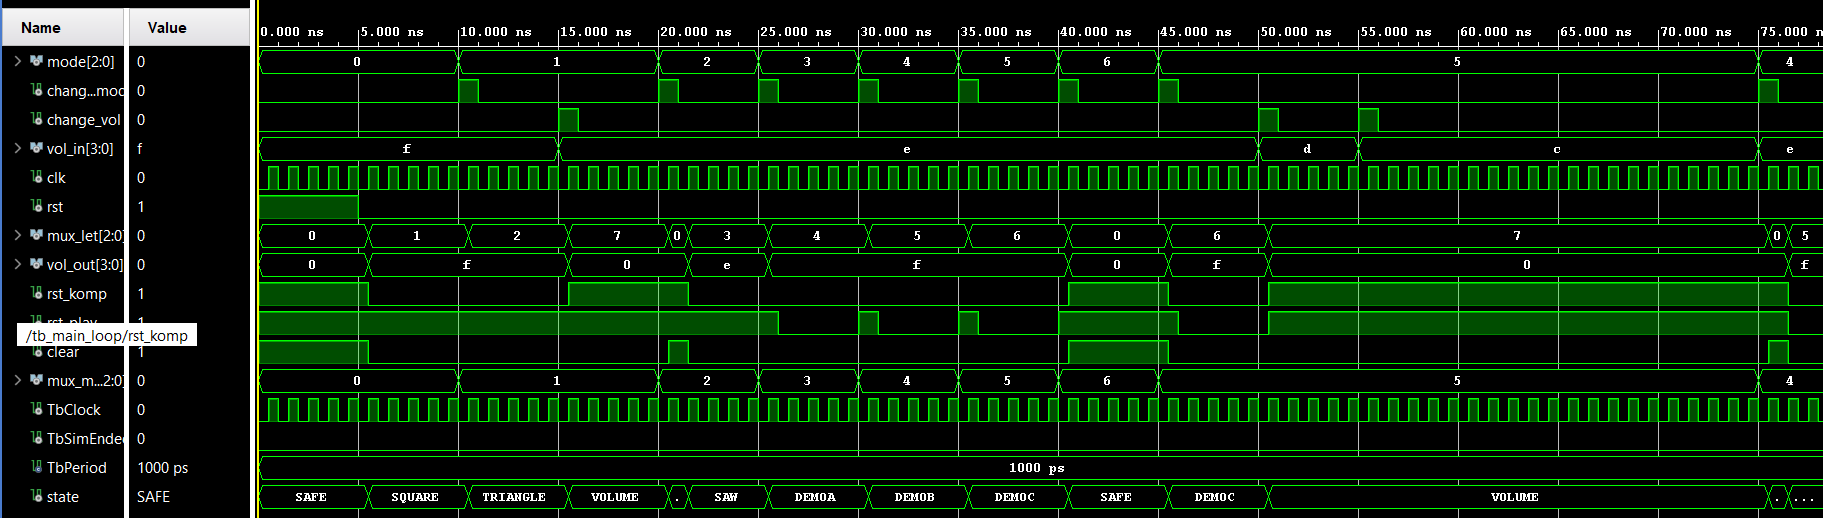 Name Value 0.000 ns 5.000 ns 10.000 ns 15.000 ns 20.000 ns 25.000 ns 30.000 ns 35.000 ns 40.000 ns 45.000 ns 50.000 ns 55.000 ns 60.000 ns 65.000 ns 70.000 ns 75.000 n
mode[2:0] 0 0 1 2 3 4 5 6 5 4
chang...mod 0
change_vol 0
vol_in[3:0] f f e d c e
clk 0
rst 1
mux_let[2:0] 0 0 1 2 7 0 3 4 5 6 0 6 7 0 5
vol_out[3:0] 0 0 f 0 e f 0 f 0 f
rst_komp 1
rst_play 1
/tb_main_loop/rst_komp
clear 1
mux_m...2:0] 0 0 1 2 3 4 5 6 5 4
TbClock 0
TbSimEnded 0
TbPeriod 1000 ps 1000 ps
state SAFE SAFE SQUARE TRIANGLE VOLUME . SAW DEMOA DEMOB DEMOC SAFE DEMOC VOLUME . ...